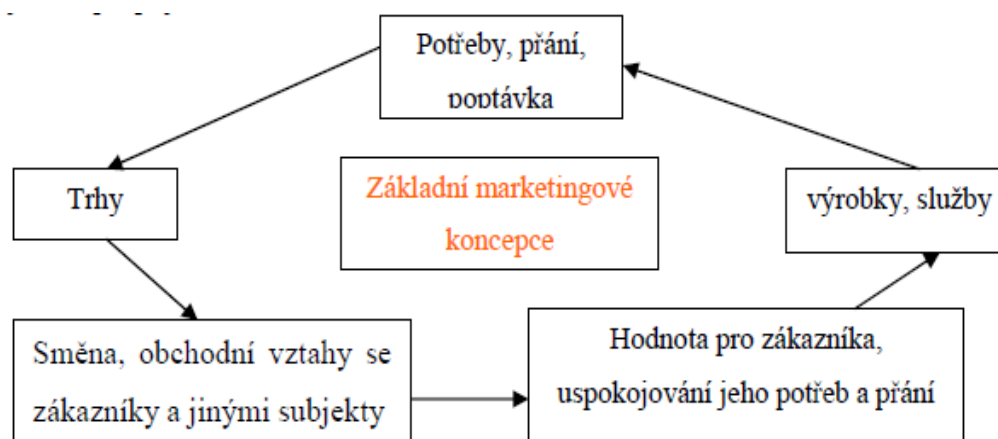 Potřeby, přání,
poptávka
Trhy
Základní marketingové
koncepce
výrobky, služby
Směna, obchodní vztahy se
zákazníky a jinými subjekty
Hodnota pro zákazníka,
uspokojování jeho potřeb a přání